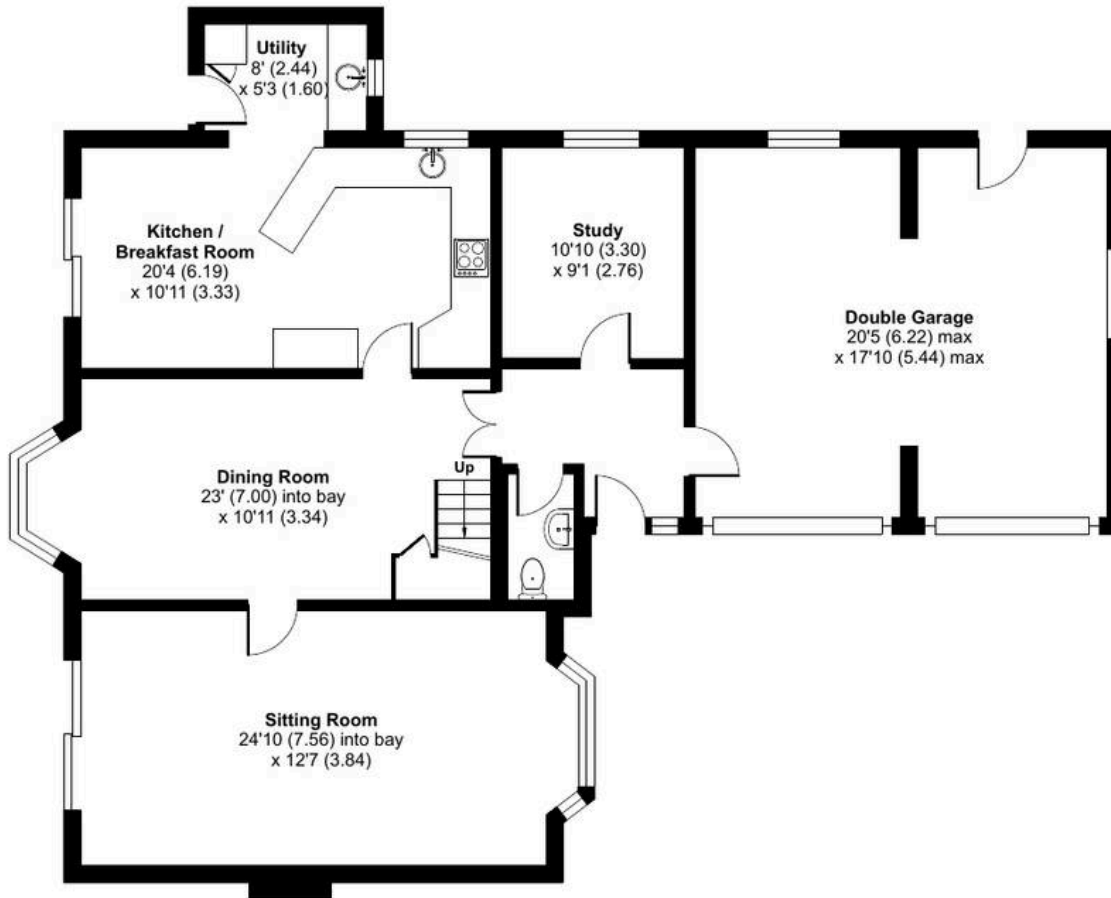 Utility
8' (2.44)
x 5'3 (1.60)
Kitchen /
Breakfast Room
20'4 (6.19)
x 10'11 (3.33)
Study
10'10 (3.30)
x 9'1 (2.76)
Double Garage
20'5 (6.22) max
x 17'10 (5.44) max
Dining Room
23' (7.00) into bay
x 10'11 (3.34)
Up
Sitting Room
24'10 (7.56) into bay
x 12'7 (3.84)